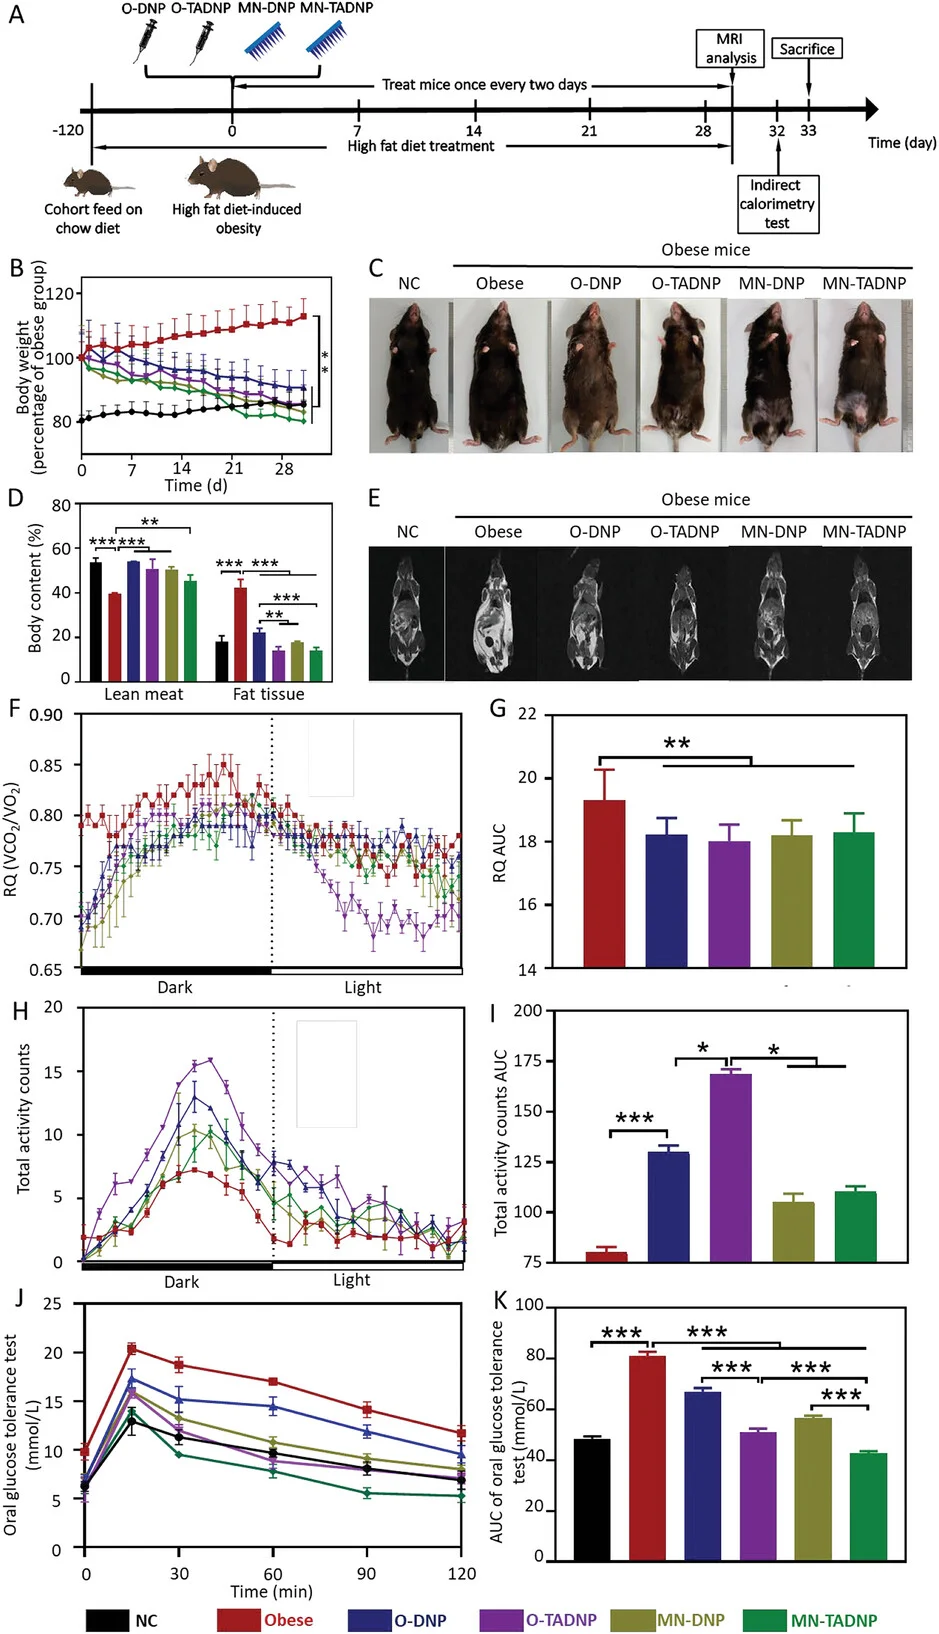 A
O-DNP O-TADNP MN-DNP MN-TADNP
MRI
analysis
Sacrifice
Treat mice once every two days
-120 0 7 14 21 28 32 33
Time (day)
High fat diet treatment
Cohort feed on
chow diet
High fat diet-induced
obesity
Indirect
calorimetry
test
B
Body weight
(percentage of obese group)
120
100
80
**
0 7 14 21 28
Time (d)
C
Obese mice
NC Obese O-DNP O-TADNP MN-DNP MN-TADNP
D
Body content (%)
80
60
40
20
0
**
*** ***
*** ***
***
**
Lean meat Fat tissue
E
Obese mice
NC Obese O-DNP O-TADNP MN-DNP MN-TADNP
F
RQ (VCO2/VO2)
0.90
0.85
0.80
0.75
0.70
0.65
Dark Light
G
RQ AUC
22
20
18
16
14
**
H
Total activity counts
20
15
10
5
0
Dark Light
I
Total activity counts AUC
200
175
150
125
100
75
***
*
*
J
Oral glucose tolerance test
(mmol/L)
25
20
15
10
5
0
0 30 60 90 120
Time (min)
K
AUC of oral glucose tolerance
test (mmol/L)
100
80
60
40
20
0
*** ***
*** ***
***
NC Obese O-DNP O-TADNP MN-DNP MN-TADNP